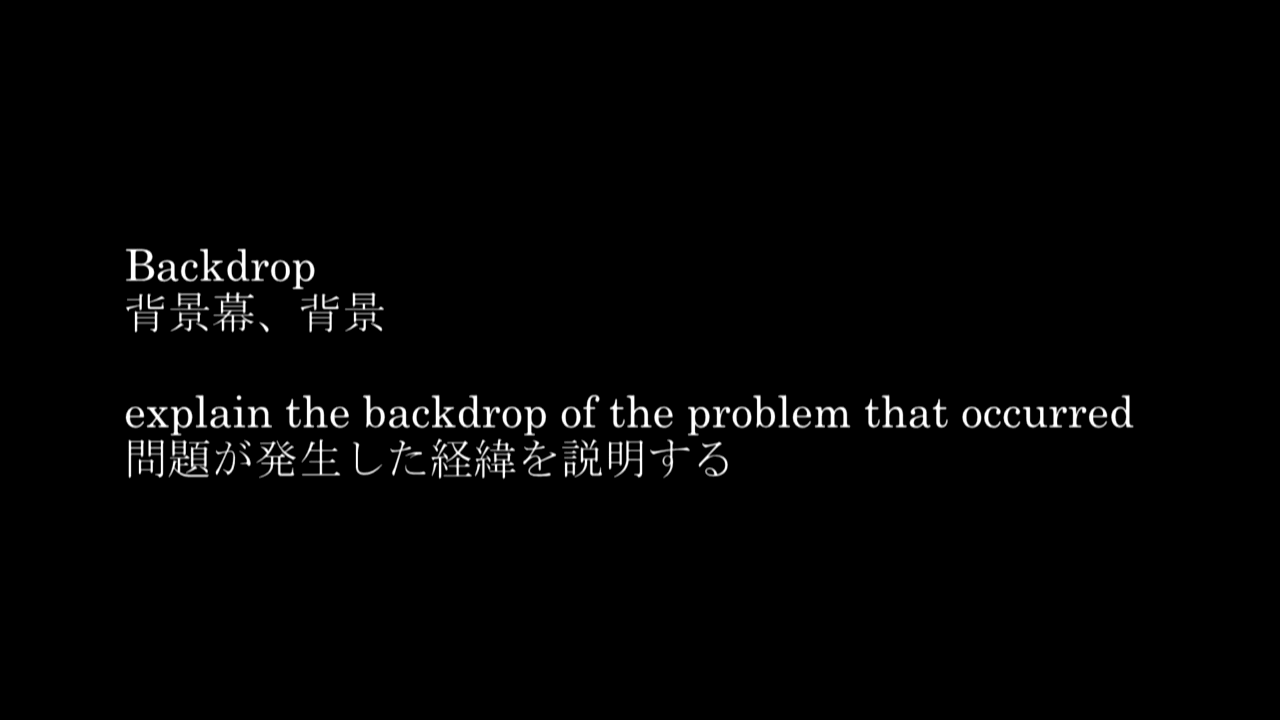 Backdrop
背景幕、背景
explain the backdrop of the problem that occurred
問題が発生した経緯を説明する